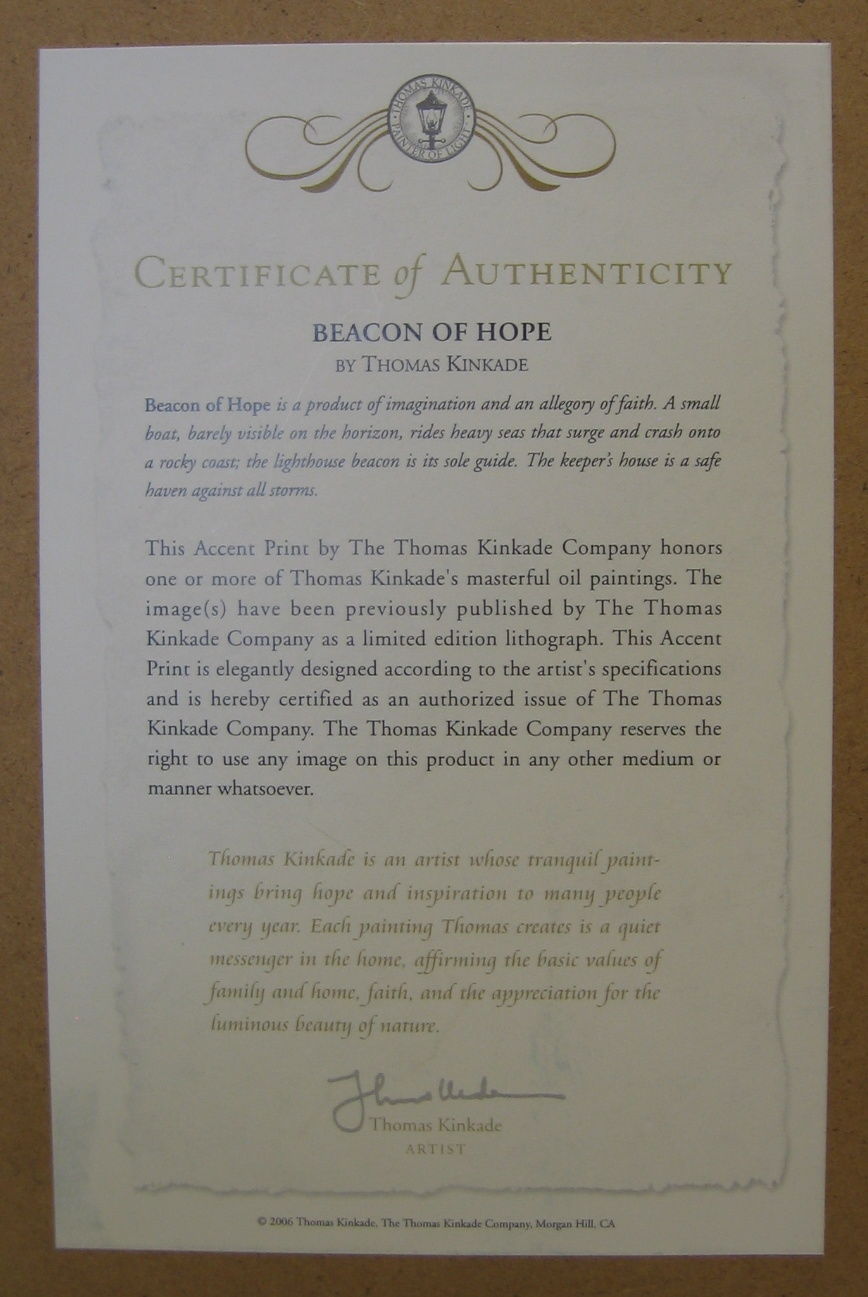 THOMAS KINKADE
PAINTER OF LIGHT
CERTIFICATE of AUTHENTICITY
BEACON OF HOPE
BY THOMAS KINKADE
Beacon of Hope is a product of imagination and an allegory of faith. A small
boat, barely visible on the horizon, rides heavy seas that surge and crash onto
a rocky coast; the lighthouse beacon is its sole guide. The keeper's house is a safe
haven against all storms.
This Accent Print by The Thomas Kinkade Company honors
one or more of Thomas Kinkade's masterful oil paintings. The
image(s) have been previously published by The Thomas
Kinkade Company as a limited edition lithograph. This Accent
Print is elegantly designed according to the artist's specifications
and is hereby certified as an authorized issue of The Thomas
Kinkade Company. The Thomas Kinkade Company reserves the
right to use any image on this product in any other medium or
manner whatsoever.
Thomas Kinkade is an artist whose tranquil paint-
ings bring hope and inspiration to many people
every year. Each painting Thomas creates is a quiet
messenger in the home, affirming the basic values of
family and home, faith, and the appreciation for the
luminous beauty of nature.
Thomas Kinkade
ARTIST
© 2006 Thomas Kinkade, The Thomas Kinkade Company, Morgan Hill, CA